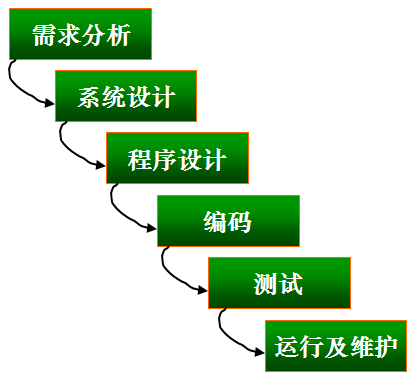 需求分析
系统设计
程序设计
编码
测试
运行及维护